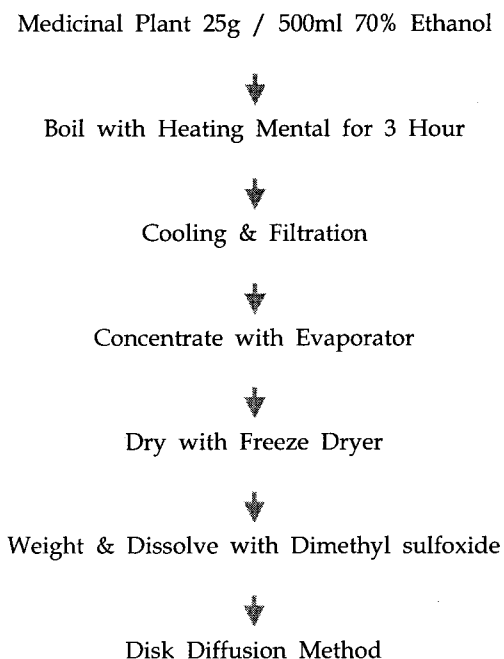 Medicinal Plant 25g / 500ml 70% Ethanol
Boil with Heating Mental for 3 Hour
Cooling & Filtration
Concentrate with Evaporator
Dry with Freeze Dryer
Weight & Dissolve with Dimethyl sulfoxide
Disk Diffusion Method